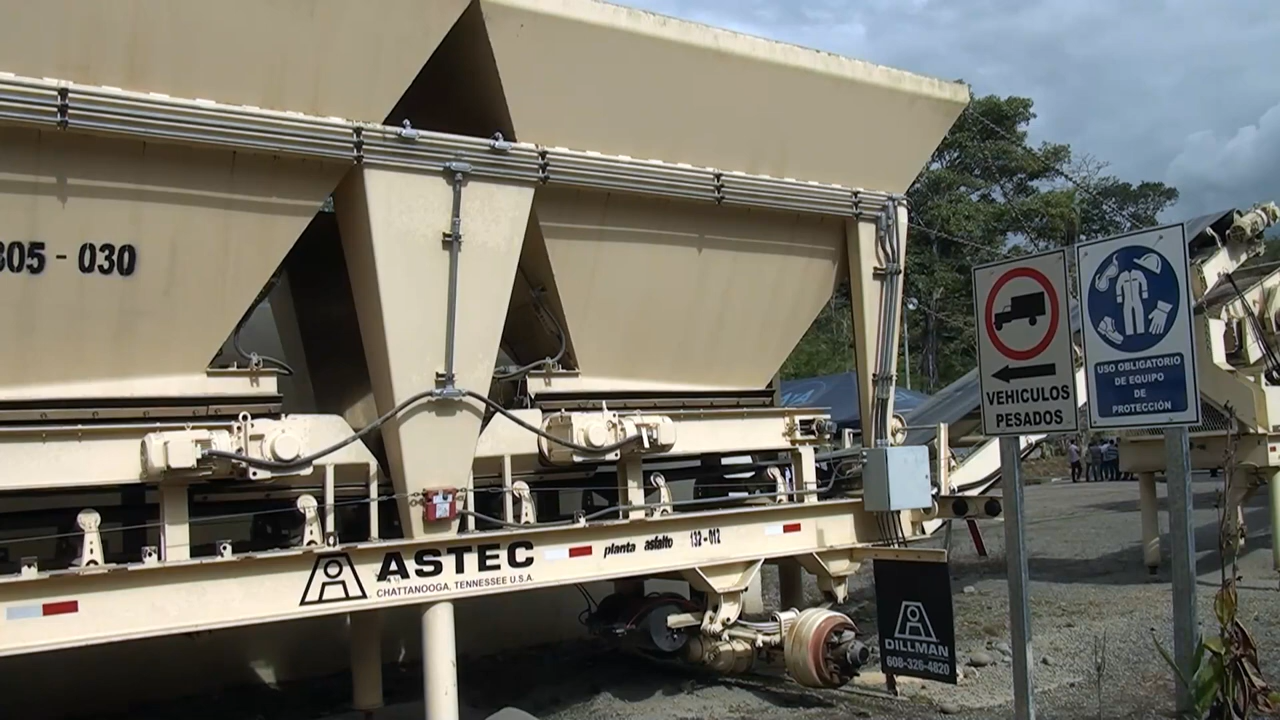 805 - 030
ASTEC
CHATTANOOGA, TENNESSEE U.S.A.
planta asfalto 132-012
DILLMAN
608-326-4820
VEHICULOS
PESADOS
USO OBLIGATORIO
DE EQUIPO
DE
PROTECCIÓN